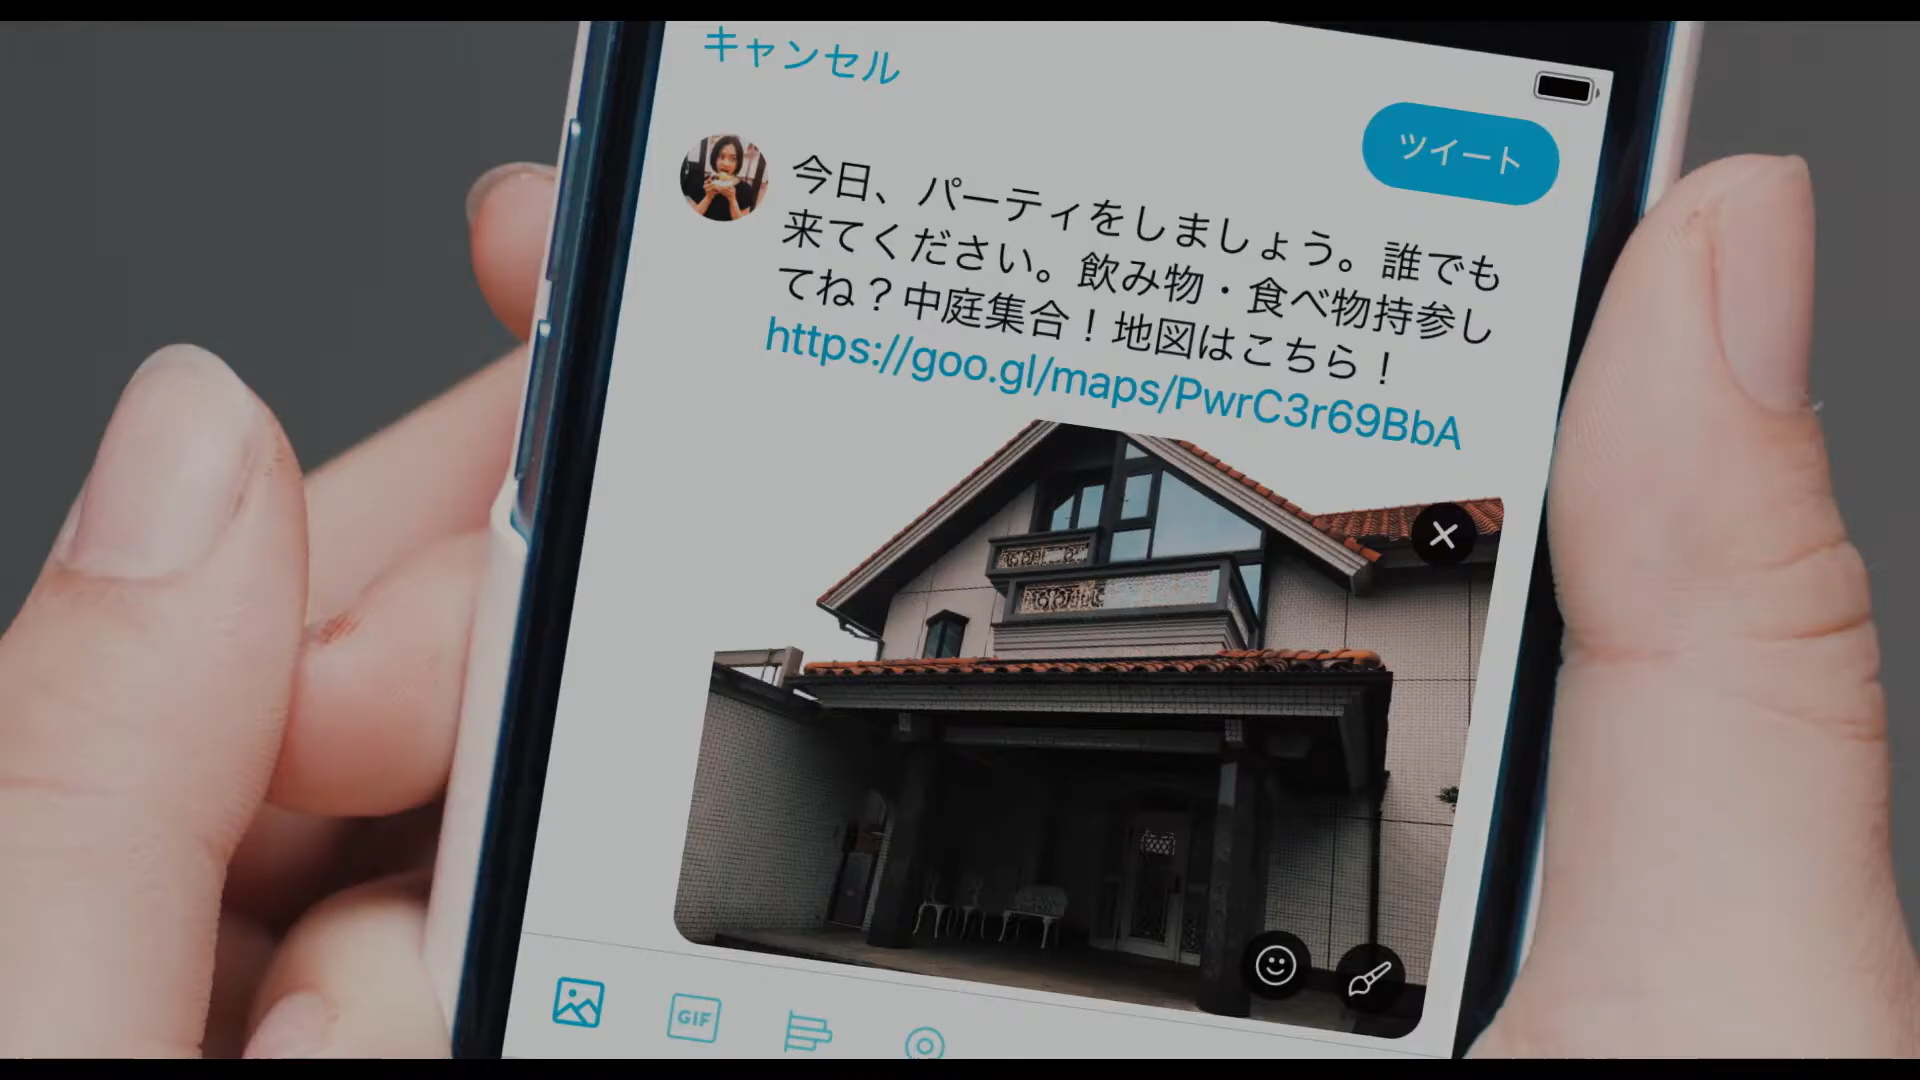 キャンセル
ツイート
今日、パーティをしましょう。誰でも
来てください。飲み物・食べ物持参し
てね？中庭集合！地図はこちら！
https://goo.gl/maps/PwrC3r69BbA
GIF